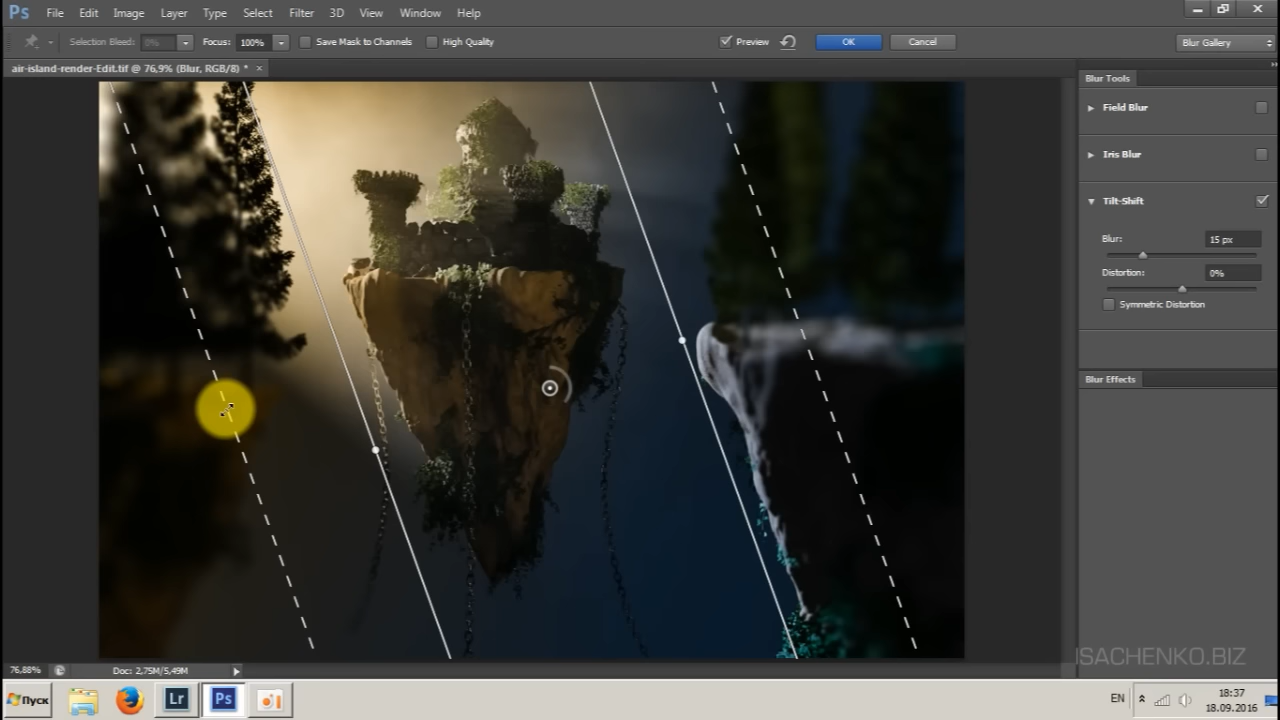 Ps File Edit Image Layer Type Select Filter 3D View Window Help
Selection Bleed: 0% Focus: 100% Save Mask to Channels High Quality Preview OK Cancel Blur Gallery
air-island-render-Edit.tif @ 76,9% (Blur, RGB/8) * ×
Blur Tools
Field Blur
Iris Blur
Tilt-Shift
Blur: 15 px
Distortion: 0%
Symmetric Distortion
Blur Effects
ISACHENKO.BIZ
76,88% Doc: 2,75M/5,49M
Пуск Lr Ps EN 18:37
18.09.2016